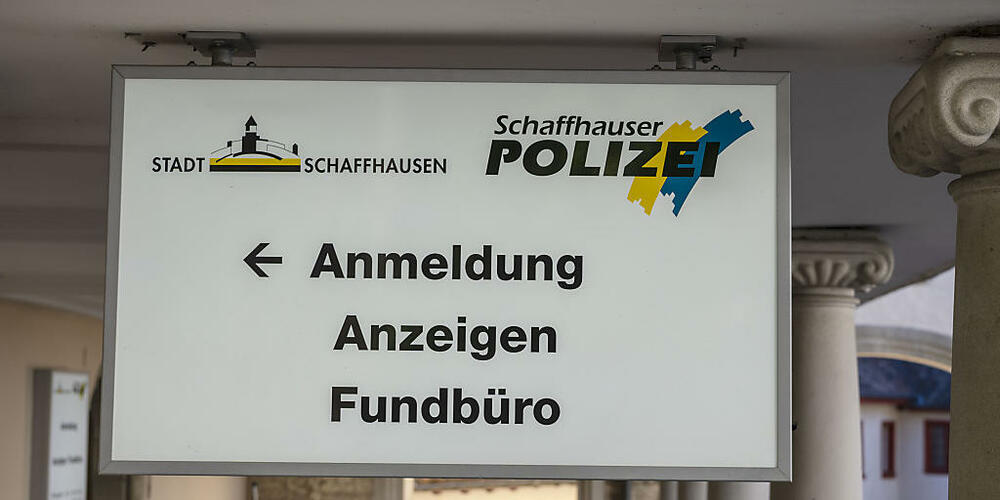 STADT SCHAFFHAUSEN
Schaffhauser
POLIZEI
← Anmeldung
Anzeigen
Fundbüro